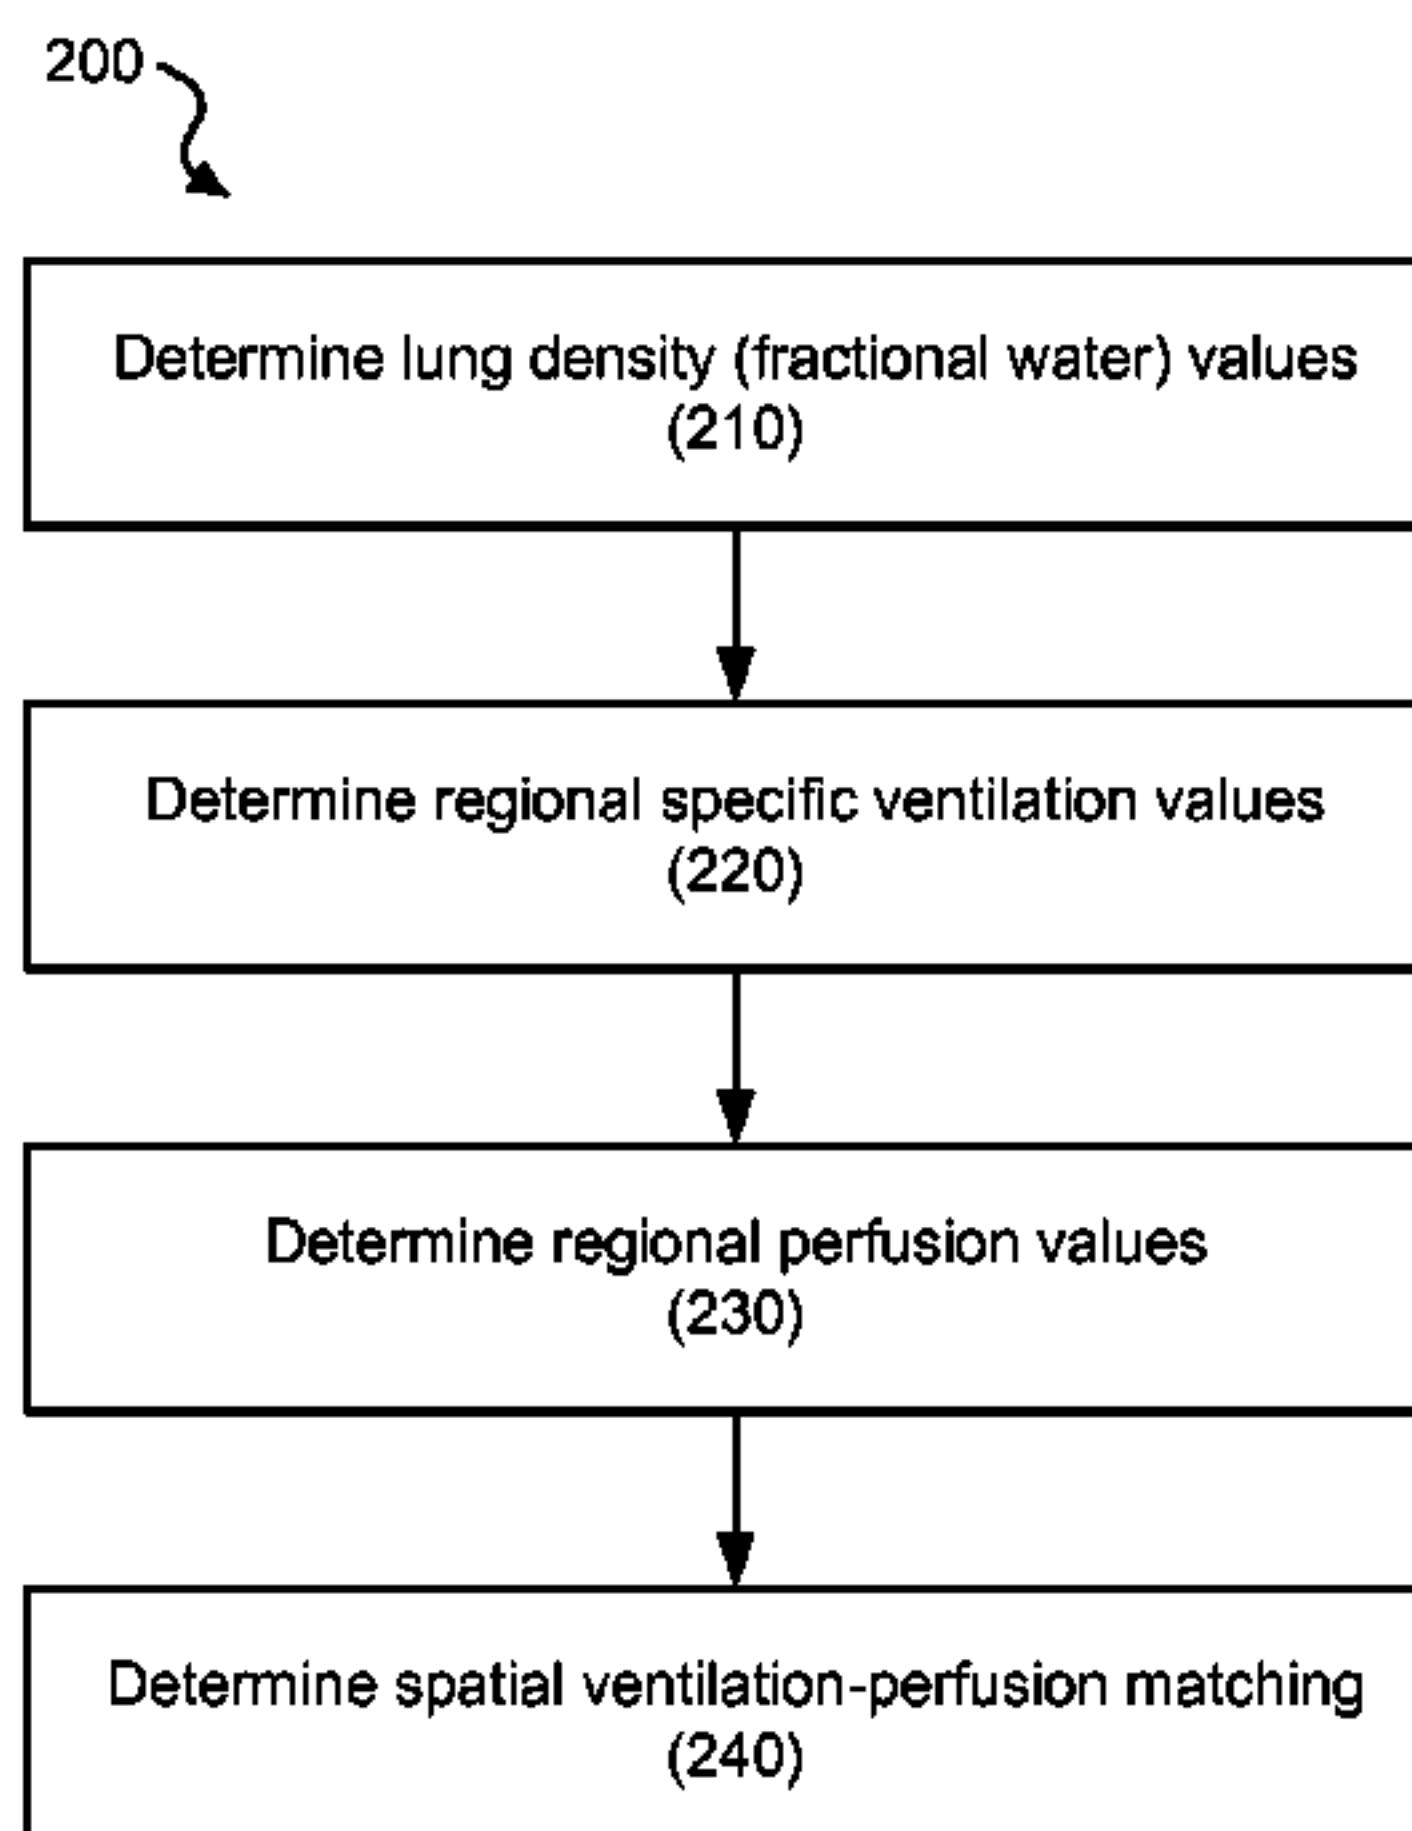 200
Determine lung density (fractional water) values
(210)
Determine regional specific ventilation values
(220)
Determine regional perfusion values
(230)
Determine spatial ventilation-perfusion matching
(240)